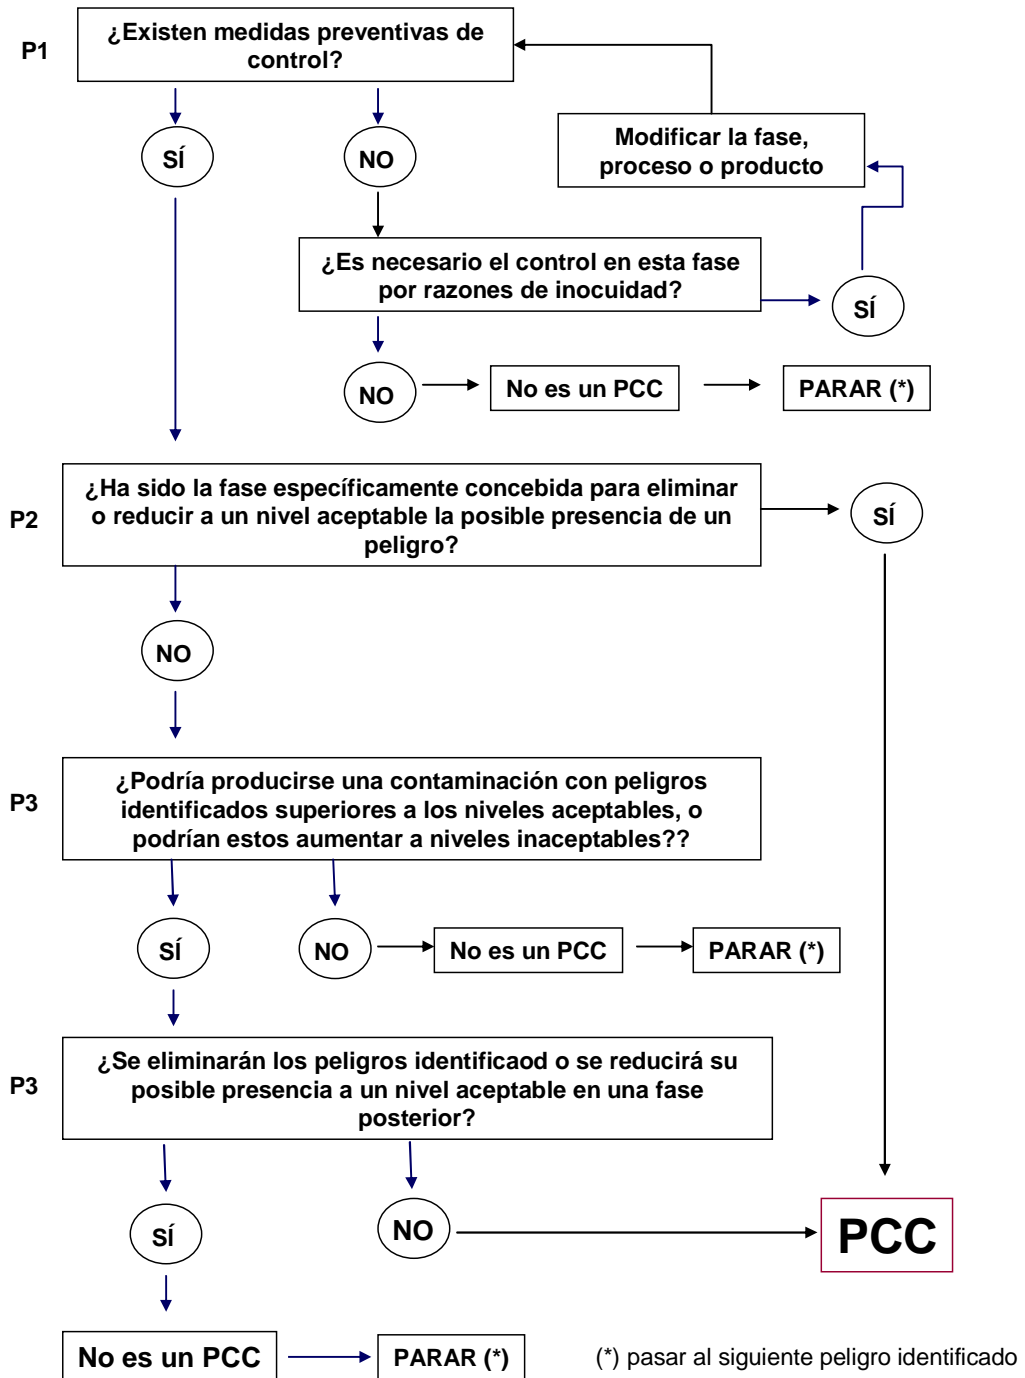 P1
¿Existen medidas preventivas de
control?
SÍ
NO
Modificar la fase,
proceso o producto
¿Es necesario el control en esta fase
por razones de inocuidad?
SÍ
NO
No es un PCC
PARAR (*)
P2
¿Ha sido la fase específicamente concebida para eliminar
o reducir a un nivel aceptable la posible presencia de un
peligro?
SÍ
NO
P3
¿Podría producirse una contaminación con peligros
identificados superiores a los niveles aceptables, o
podrían estos aumentar a niveles inaceptables??
SÍ
NO
No es un PCC
PARAR (*)
P3
¿Se eliminarán los peligros identificaod o se reducirá su
posible presencia a un nivel aceptable en una fase
posterior?
SÍ
NO
PCC
No es un PCC
PARAR (*)
(*) pasar al siguiente peligro identificado